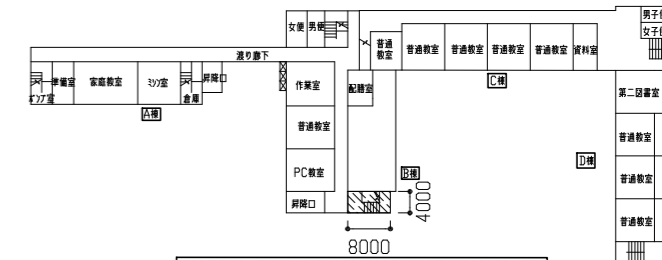 女便 男便
男子便
女子便
渡り廊下
普通
教室
普通教室 普通教室 普通教室 普通教室 資料室
準備室 家庭教室 ミシン室 昇降口
ポンプ室 倉庫
A棟
作業室
配膳室
C棟
第二図書室
普通教室
普通教室
PC教室
B棟
D棟
普通教室
昇降口
普通教室
4000
8000